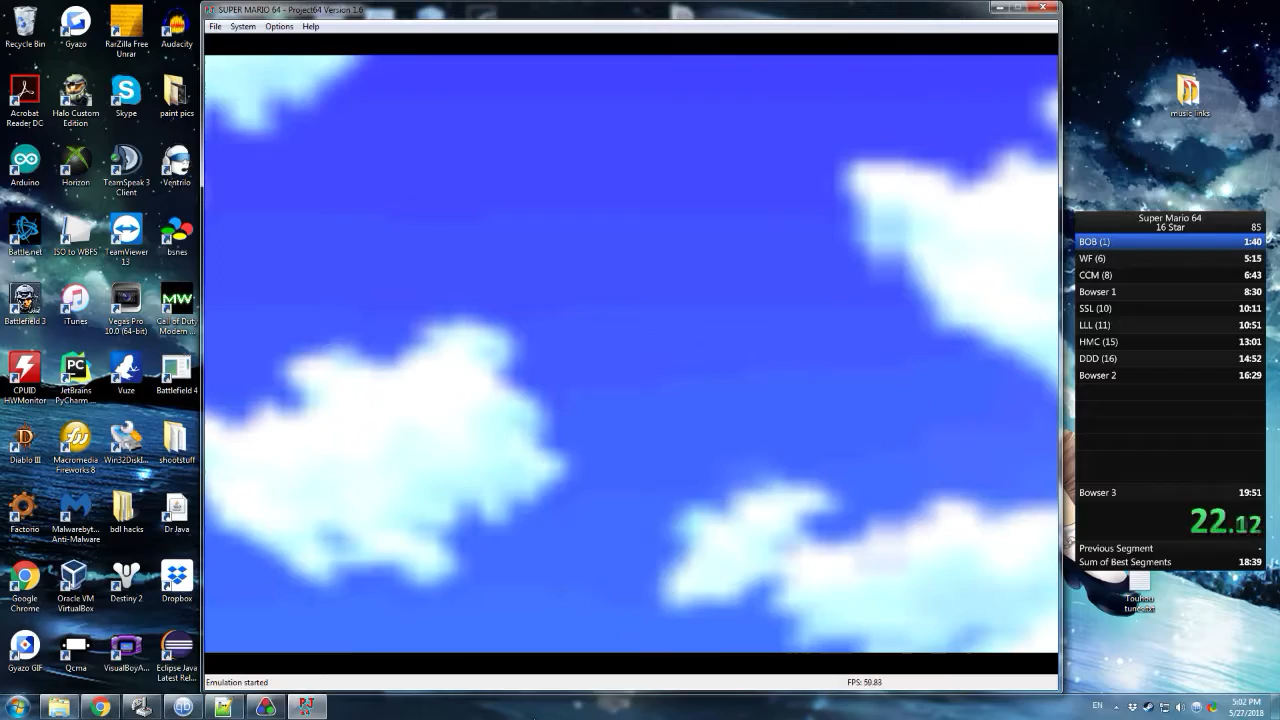 SUPER MARIO 64 - Project64 Version 1.6
File System Options Help
Recycle Bin
Gyazo
RarZilla Free
Unrar
Audacity
Acrobat
Reader DC
Halo Custom
Edition
Skype
paint pics
Arduino
Horizon
TeamSpeak 3
Client
Ventrilo
Battle.net
ISO to WBFS
TeamViewer
13
bsnes
Battlefield 3
iTunes
Vegas Pro
10.0 (64-bit)
Call of Duty
Modern ...
CPUID
HWMonitor
JetBrains
PyCharm ...
Vuze
Battlefield 4
Diablo III
Macromedia
Fireworks 8
Win32DiskI...
shootstuff
Factorio
Malwarebyt...
Anti-Malware
bdl hacks
Dr Java
Google
Chrome
Oracle VM
VirtualBox
Destiny 2
Dropbox
Gyazo GIF
Qcma
VisualBoyA...
Eclipse Java
Latest Rel...
music links
Super Mario 64
16 Star 85
BOB (1) 1:40
WF (6) 5:15
CCM (8) 6:43
Bowser 1 8:30
SSL (10) 10:11
LLL (11) 10:51
HMC (15) 13:01
DDD (16) 14:52
Bowser 2 16:29
Bowser 3 19:51
22.12
Previous Segment -
Sum of Best Segments 18:39
Emulation started FPS: 59.83
EN
5:02 PM
5/27/2018